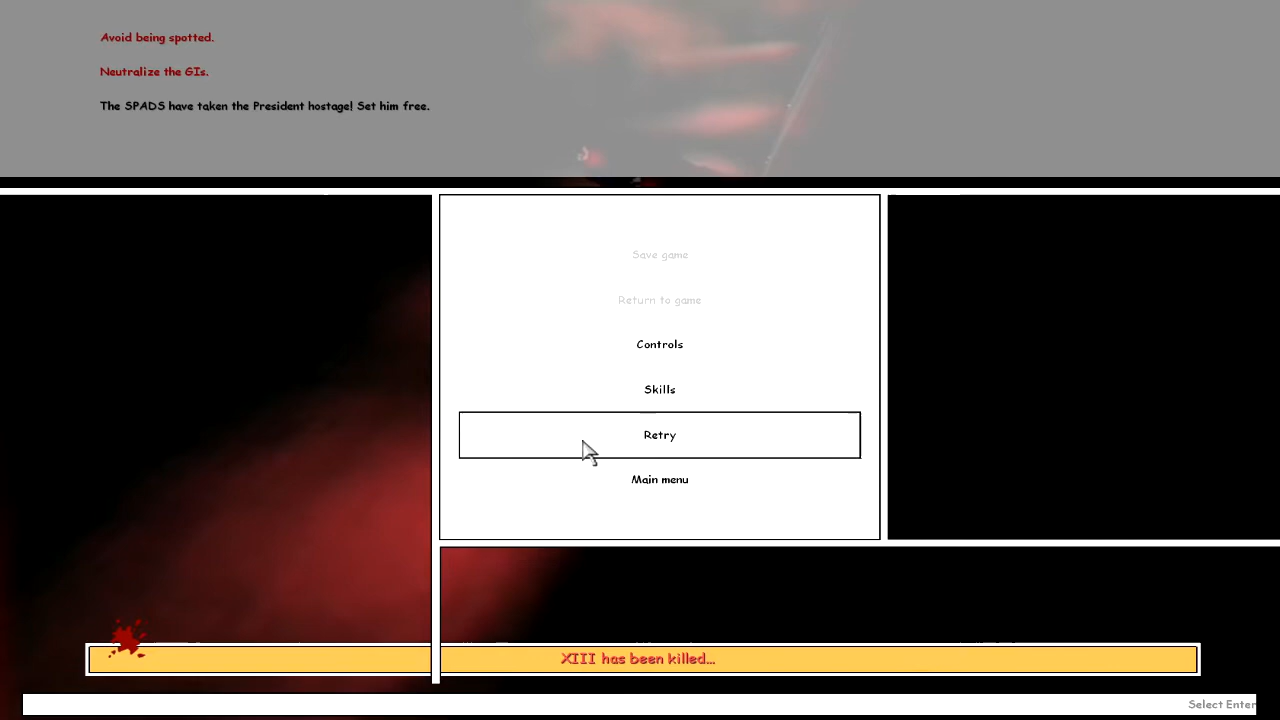 Avoid being spotted.
Neutralize the GIs.
The SPADS have taken the President hostage! Set him free.
Save game
Return to game
Controls
Skills
Retry
Main menu
XIII has been killed...
Select Enter